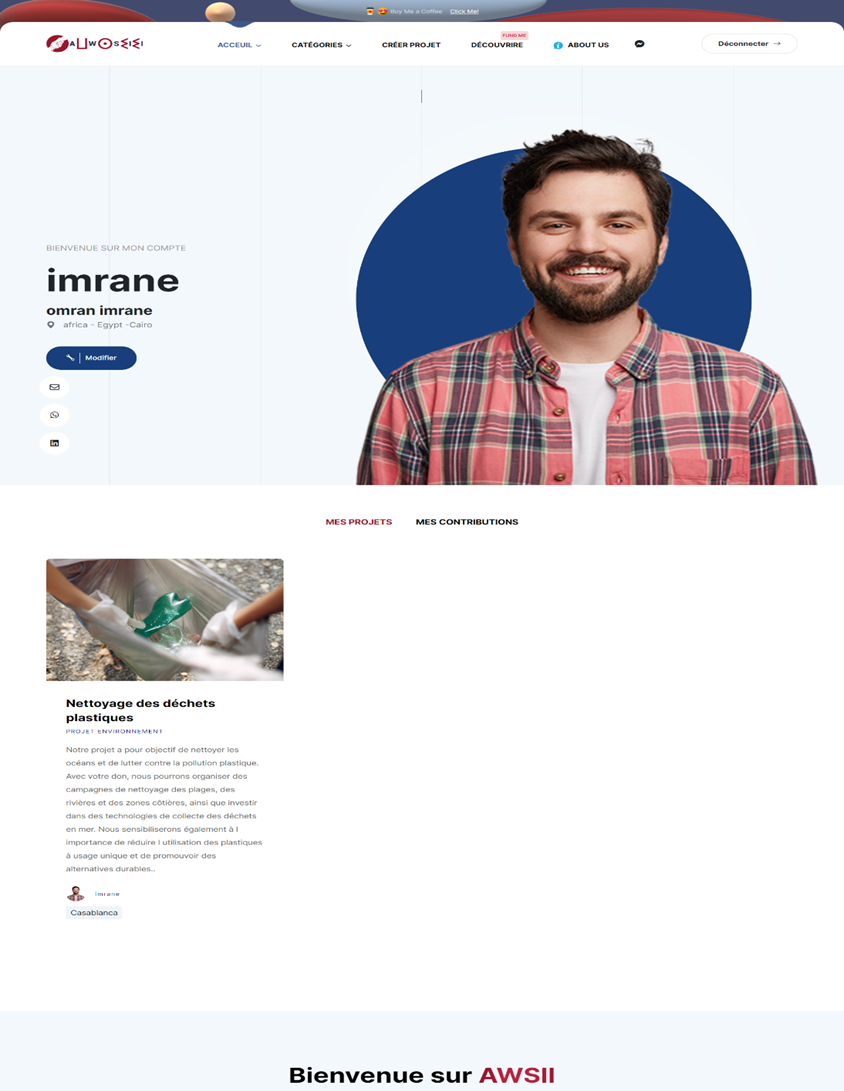 Buy Me a Coffee Click Me!
FUND ME
ACCEUIL CATÉGORIES CRÉER PROJET DÉCOUVRIRE ABOUT US Déconnecter
BIENVENUE SUR MON COMPTE
imrane
omran imrane
africa - Egypt -Cairo
Modifier
MES PROJETS MES CONTRIBUTIONS
Nettoyage des déchets
plastiques
PROJET ENVIRONNEMENT
Notre projet a pour objectif de nettoyer les
océans et de lutter contre la pollution plastique.
Avec votre don, nous pourrons organiser des
campagnes de nettoyage des plages, des
rivières et des zones côtières, ainsi que investir
dans des technologies de collecte des déchets
en mer. Nous sensibiliserons également à l
importance de réduire l utilisation des plastiques
à usage unique et de promouvoir des
alternatives durables..
Imrane
Casablanca
Bienvenue sur AWSII